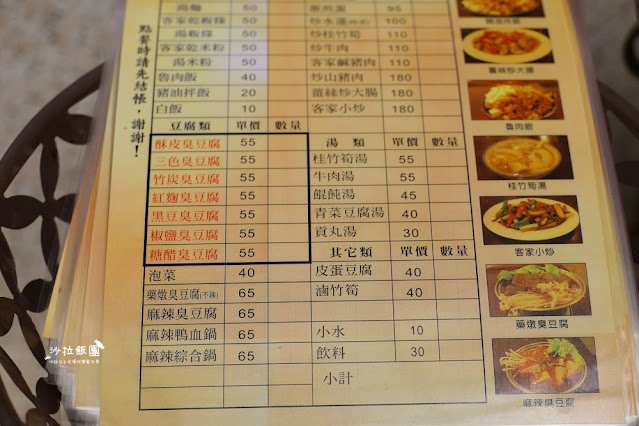 點餐時請先結帳，謝謝!
湯麵 50
客家乾粄條 50
湯粄條 50
客家乾米粉 50
湯米粉 50
魯肉飯 40
豬油拌飯 20
白飯 10
豆腐類 單價 數量
酥皮臭豆腐 55
三色臭豆腐 55
竹炭臭豆腐 55
紅麴臭豆腐 55
黑豆臭豆腐 55
椒鹽臭豆腐 55
糖醋臭豆腐 55
泡菜 40
藥燉臭豆腐(不辣) 65
麻辣臭豆腐 65
麻辣鴨血鍋 65
麻辣綜合鍋 65
95
炒水蓮 110
炒桂竹筍 110
炒牛肉 110
客家鹹豬肉 110
炒山豬肉 180
薑絲炒大腸 180
客家小炒 180
湯類 單價 數量
桂竹筍湯 55
牛肉湯 55
餛飩湯 45
青菜豆腐湯 40
貢丸湯 30
其它類 單價 數量
皮蛋豆腐 40
滷竹筍 40
小水 10
飲料 30
小計
豬油拌飯
薑絲炒大腸
魯肉飯
桂竹筍湯
客家小炒
藥燉臭豆腐
麻辣臭豆腐
沙拉飯團